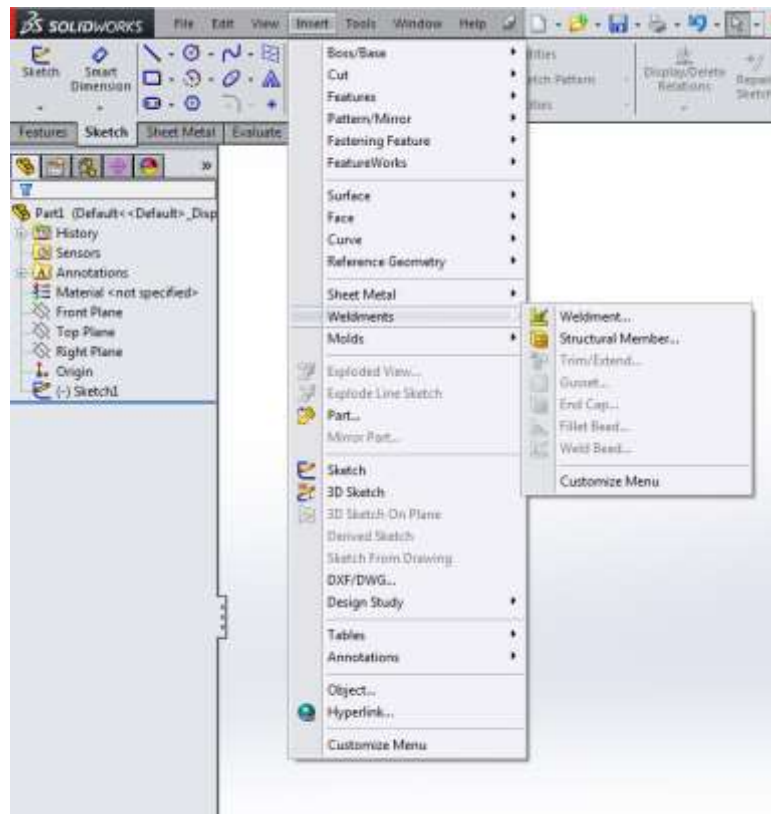 SOLIDWORKS File Edit View Insert Tools Window Help
Sketch Smart Dimension
Display/Delete Relations
Features Sketch Sheet Metal Evaluate
Part1 (Default<<Default>_Disp
History
Sensors
Annotations
Material <not specified>
Front Plane
Top Plane
Right Plane
Origin
(-) Sketch1
Boss/Base
Cut
Features
Pattern/Mirror
Fastening Feature
FeatureWorks
Surface
Face
Curve
Reference Geometry
Sheet Metal
Weldments
Molds
Exploded View...
Explode Line Sketch
Part...
Mirror Part...
Sketch
3D Sketch
3D Sketch On Plane
Derived Sketch
Sketch From Drawing
DXF/DWG...
Design Study
Tables
Annotations
Object...
Hyperlink...
Customize Menu
Weldment...
Structural Member...
Trim/Extend...
Gusset...
End Cap...
Fillet Bead...
Weld Bead...
Customize Menu